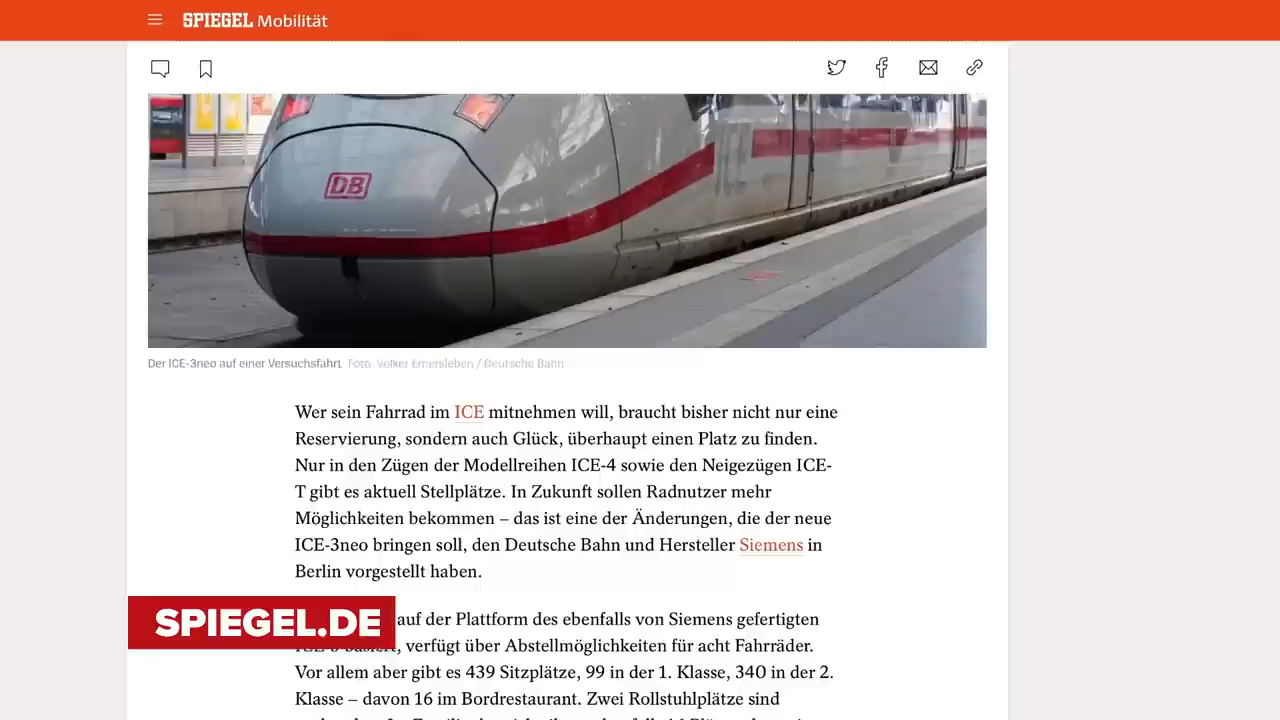 SPIEGEL Mobilität
DB
Der ICE-3neo auf einer Versuchsfahrt Foto: Volker Emersleben / Deutsche Bahn
Wer sein Fahrrad im ICE mitnehmen will, braucht bisher nicht nur eine
Reservierung, sondern auch Glück, überhaupt einen Platz zu finden.
Nur in den Zügen der Modellreihen ICE-4 sowie den Neigezügen ICE-
T gibt es aktuell Stellplätze. In Zukunft sollen Radnutzer mehr
Möglichkeiten bekommen – das ist eine der Änderungen, die der neue
ICE-3neo bringen soll, den Deutsche Bahn und Hersteller Siemens in
Berlin vorgestellt haben.
SPIEGEL.DE
auf der Plattform des ebenfalls von Siemens gefertigten
verfügt über Abstellmöglichkeiten für acht Fahrräder.
Vor allem aber gibt es 439 Sitzplätze, 99 in der 1. Klasse, 340 in der 2.
Klasse – davon 16 im Bordrestaurant. Zwei Rollstuhlplätze sind